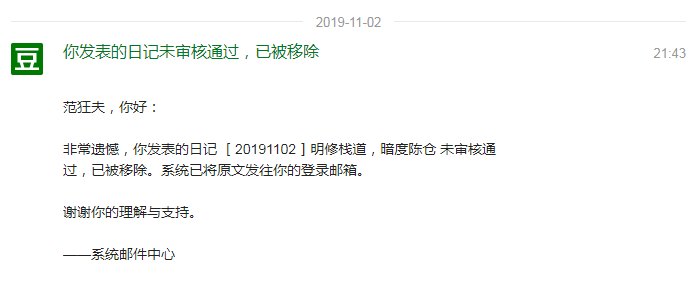 2019-11-02
豆
你发表的日记未审核通过，已被移除
21:43
范狂夫，你好：
非常遗憾，你发表的日记 ［20191102］明修栈道，暗度陈仓 未审核通
过，已被移除。系统已将原文发往你的登录邮箱。
谢谢你的理解与支持。
——系统邮件中心